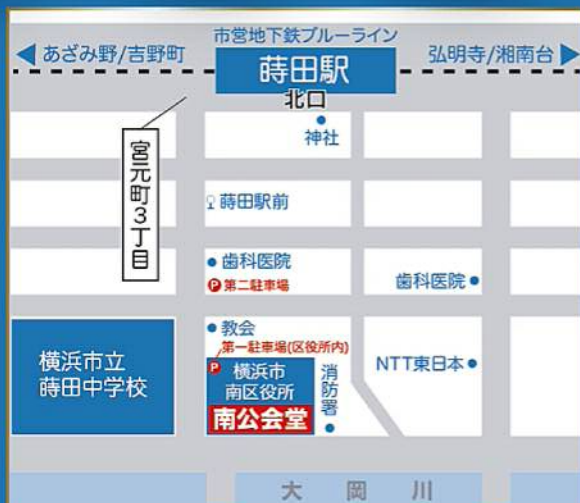 市営地下鉄ブルーライン
◀ あざみ野/吉野町
蒔田駅
弘明寺/湘南台 ▶
北口
神社
宮元町3丁目
蒔田駅前
歯科医院
P 第二駐車場
歯科医院
教会
第一駐車場(区役所内)
P
横浜市立
蒔田中学校
横浜市
南区役所
南公会堂
消防署
NTT東日本
大岡川